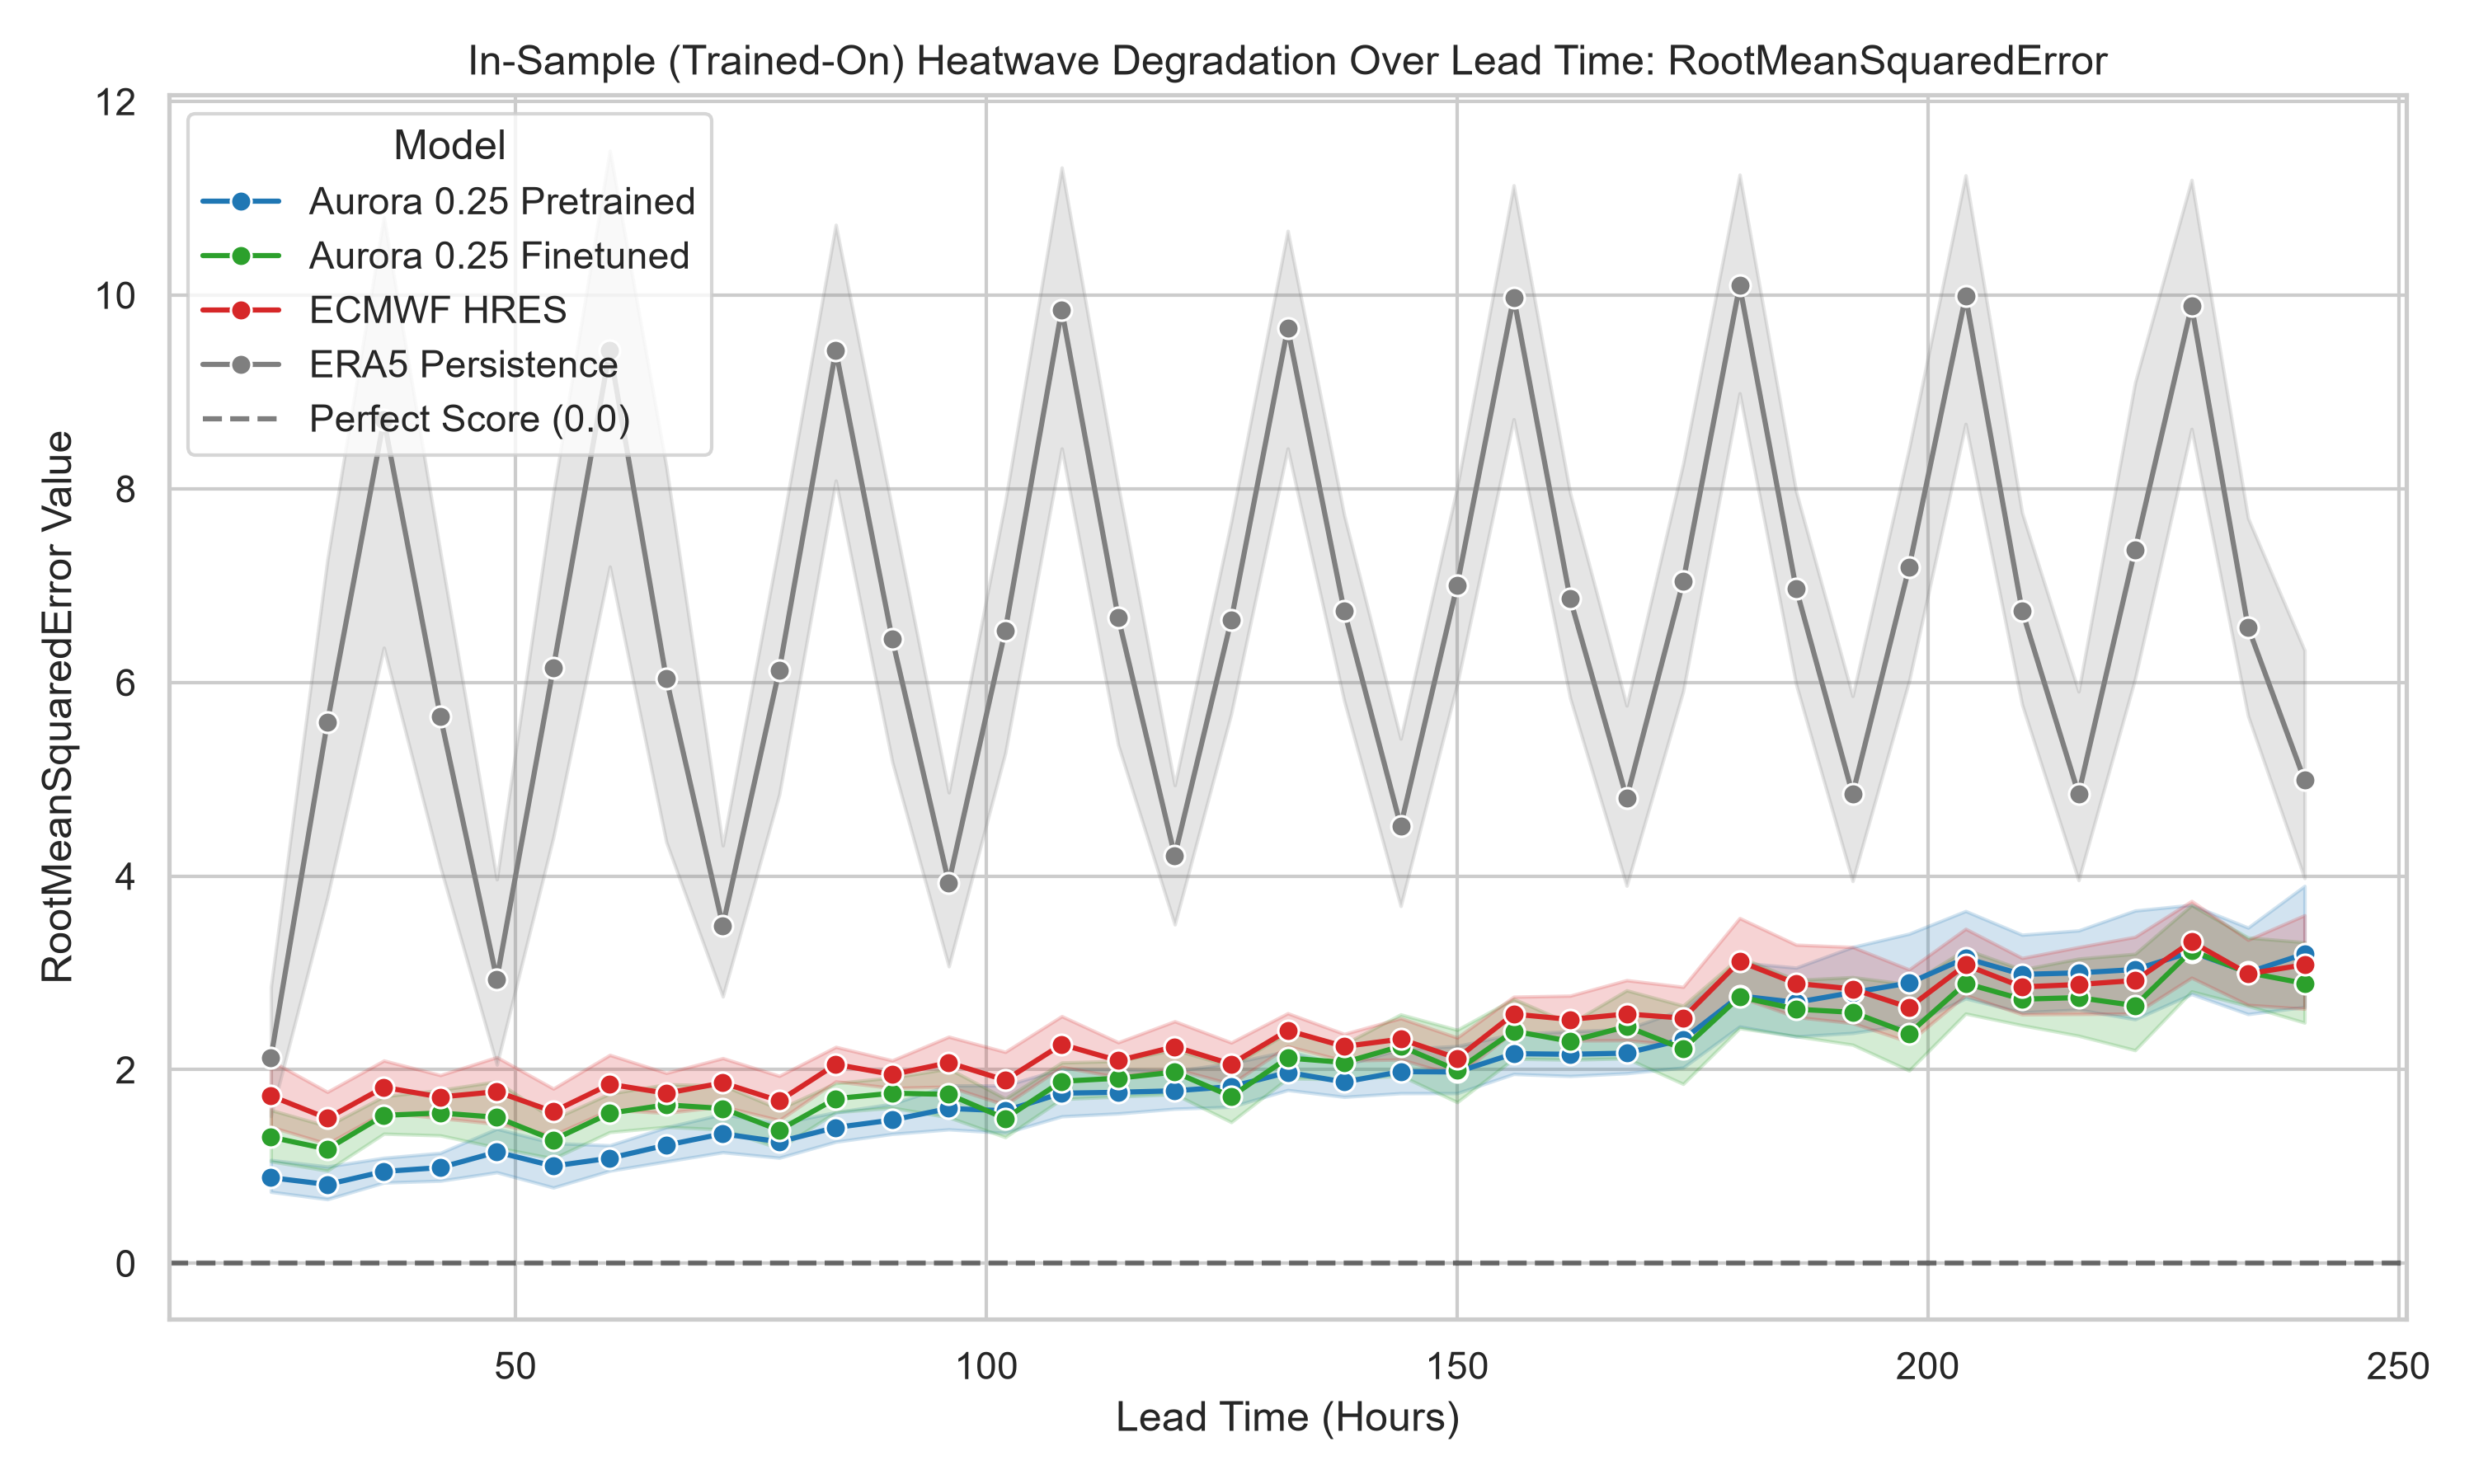 In-Sample (Trained-On) Heatwave Degradation Over Lead Time: RootMeanSquaredError
12
10
8
6
4
2
0
RootMeanSquaredError Value
Model
Aurora 0.25 Pretrained
Aurora 0.25 Finetuned
ECMWF HRES
ERA5 Persistence
Perfect Score (0.0)
50
100
150
200
250
Lead Time (Hours)